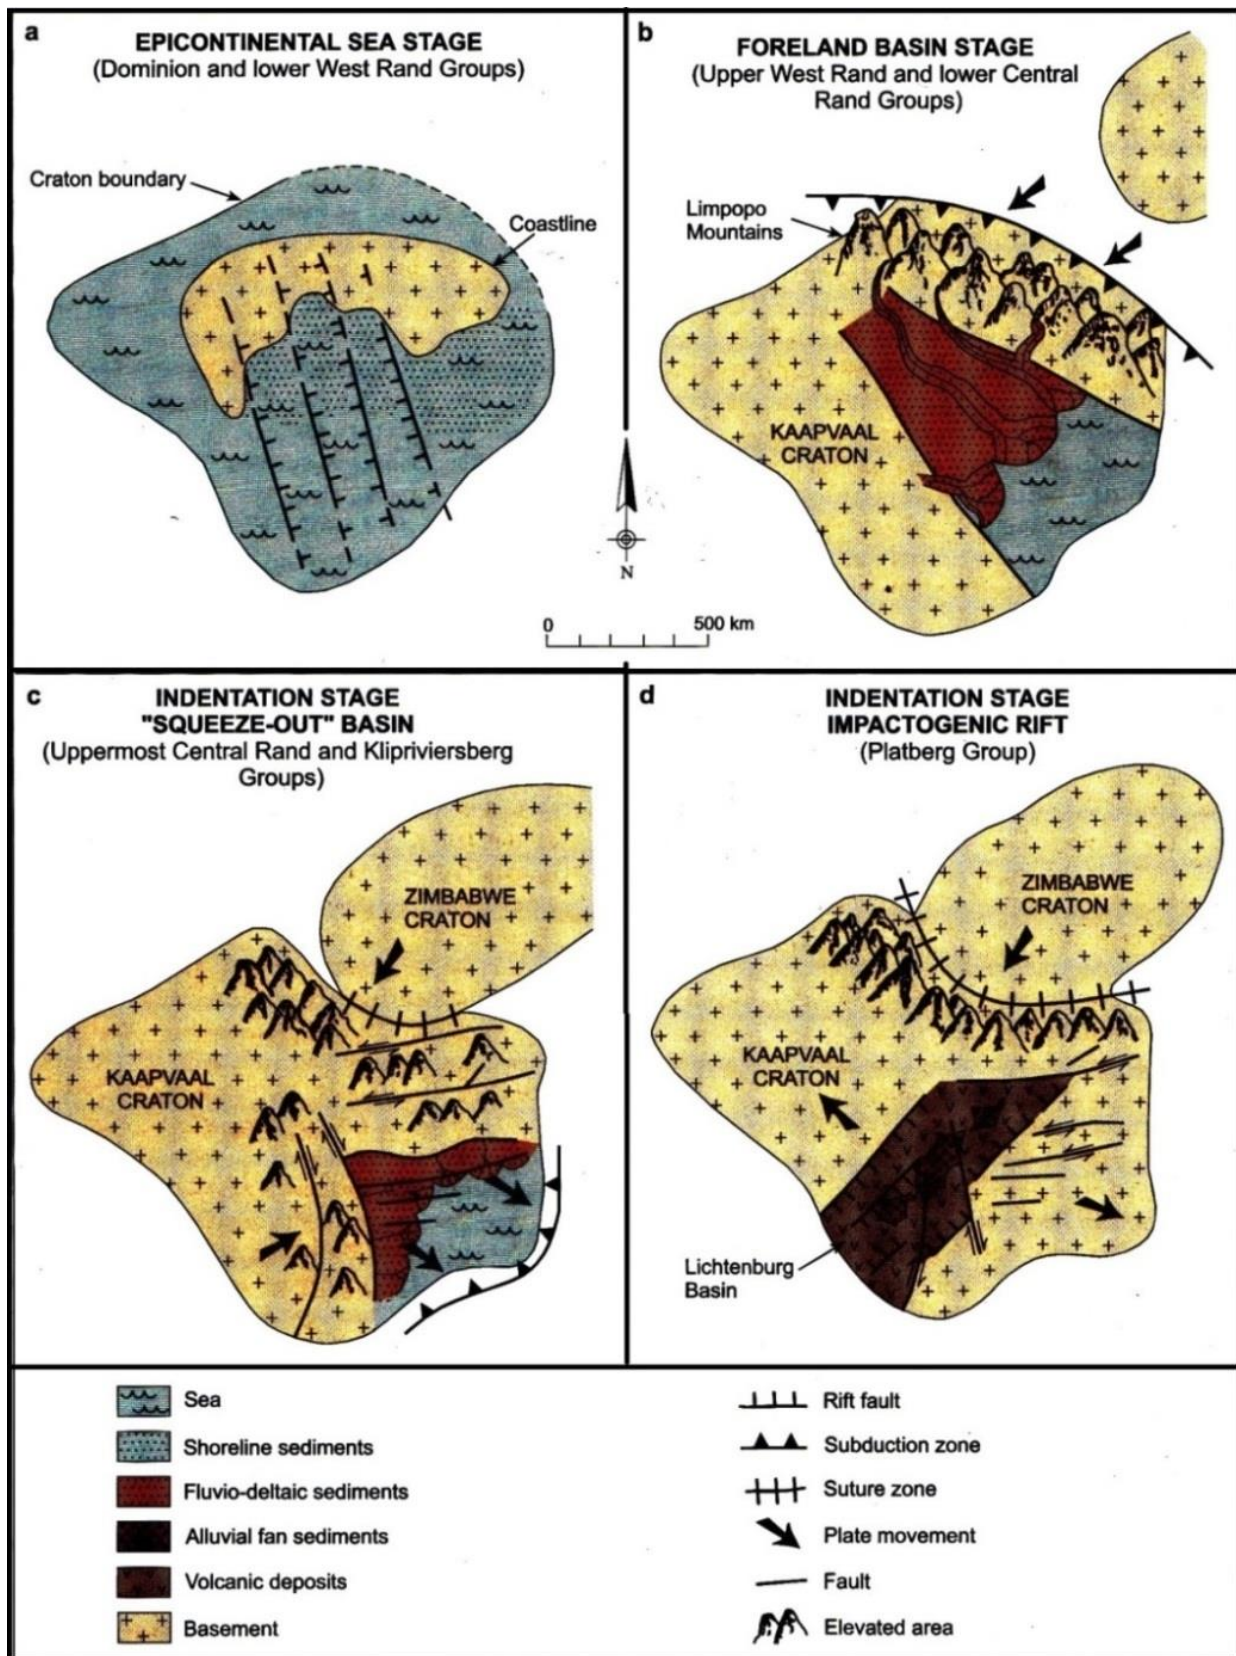 a
EPICONTINENTAL SEA STAGE
(Dominion and lower West Rand Groups)
Craton boundary
Coastline
b
FORELAND BASIN STAGE
(Upper West Rand and lower Central
Rand Groups)
Limpopo
Mountains
KAAPVAAL
CRATON
N
0 500 km
c
INDENTATION STAGE
"SQUEEZE-OUT" BASIN
(Uppermost Central Rand and Klipriviersberg
Groups)
ZIMBABWE
CRATON
KAAPVAAL
CRATON
d
INDENTATION STAGE
IMPACTOGENIC RIFT
(Platberg Group)
ZIMBABWE
CRATON
KAAPVAAL
CRATON
Lichtenburg
Basin
Sea
Shoreline sediments
Fluvio-deltaic sediments
Alluvial fan sediments
Volcanic deposits
Basement
Rift fault
Subduction zone
Suture zone
Plate movement
Fault
Elevated area